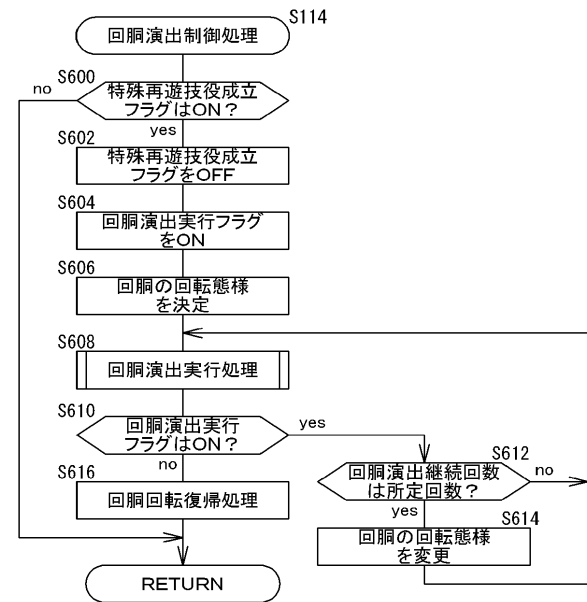 S114
回胴演出制御処理
S600
no
特殊再遊技役成立
フラグはON？
yes
S602
特殊再遊技役成立
フラグをOFF
S604
回胴演出実行フラグ
をON
S606
回胴の回転態様
を決定
S608
回胴演出実行処理
S610
回胴演出実行
フラグはON？
yes
no
S612
回胴演出継続回数
は所定回数？
no
yes
S616
回胴回転復帰処理
S614
回胴の回転態様
を変更
RETURN